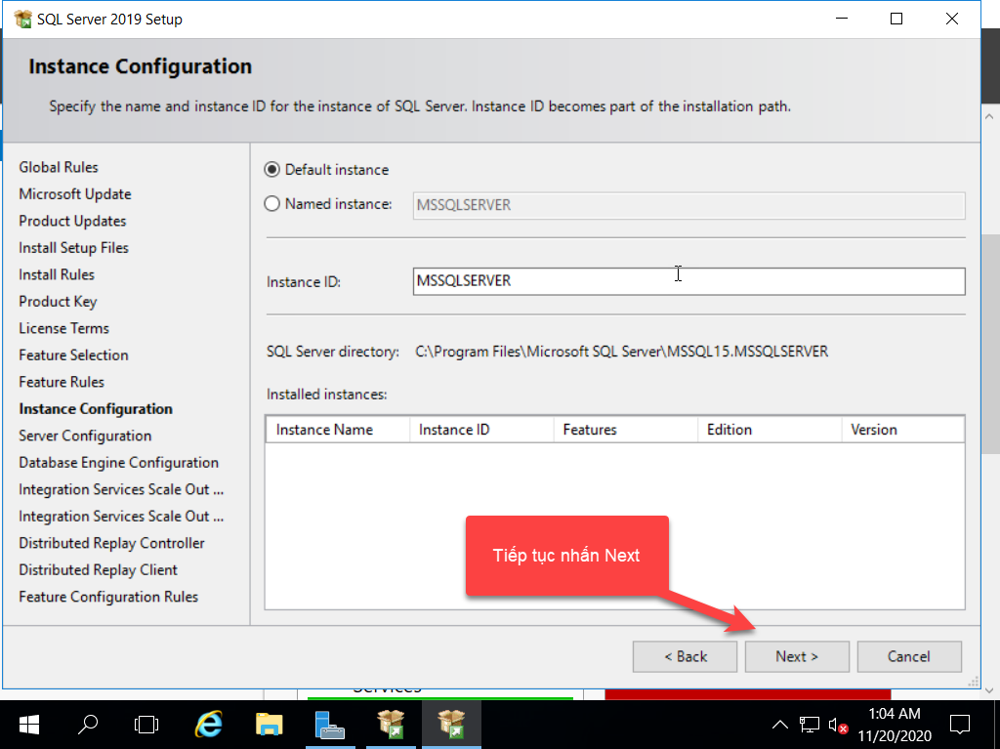 SQL Server 2019 Setup
Instance Configuration
Specify the name and instance ID for the instance of SQL Server. Instance ID becomes part of the installation path.
Global Rules
Microsoft Update
Product Updates
Install Setup Files
Install Rules
Product Key
License Terms
Feature Selection
Feature Rules
Instance Configuration
Server Configuration
Database Engine Configuration
Integration Services Scale Out ...
Integration Services Scale Out ...
Distributed Replay Controller
Distributed Replay Client
Feature Configuration Rules
Default instance
Named instance: MSSQLSERVER
Instance ID: MSSQLSERVER
SQL Server directory: C:\Program Files\Microsoft SQL Server\MSSQL15.MSSQLSERVER
Installed instances:
Instance Name Instance ID Features Edition Version
Tiếp tục nhấn Next
< Back Next > Cancel
Services
1:04 AM
11/20/2020